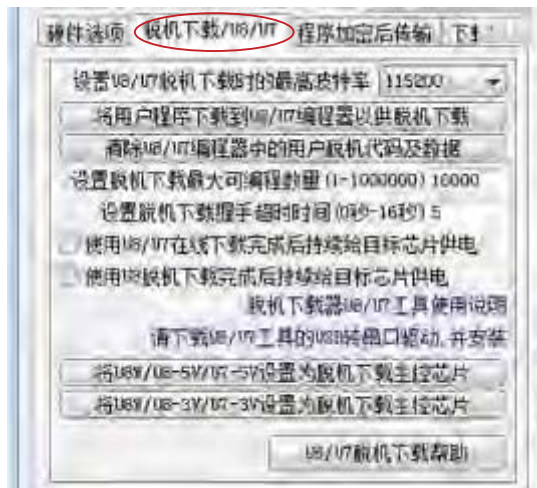 硬件选项 脱机下载/U8/U7 程序加密后传输 下载
设置U8/U7脱机下载时的最高波特率 115200
将用户程序下载到U8/U7编程器以供脱机下载
清除U8/U7编程器中的用户脱机代码及数据
设置脱机下载最大可编程数量(1-1000000) 10000
设置脱机下载握手超时时间(0秒-16秒) 5
使用U8/U7在线下载完成后持续给目标芯片供电
使用U8脱机下载完成后持续给目标芯片供电
脱机下载器U8/U7工具使用说明
请下载U8/U7工具的USB转串口驱动,并安装
将U8W/U8-5V/U7-5V设置为脱机下载主控芯片
将U8W/U8-3V/U7-3V设置为脱机下载主控芯片
U8/U7脱机下载帮助